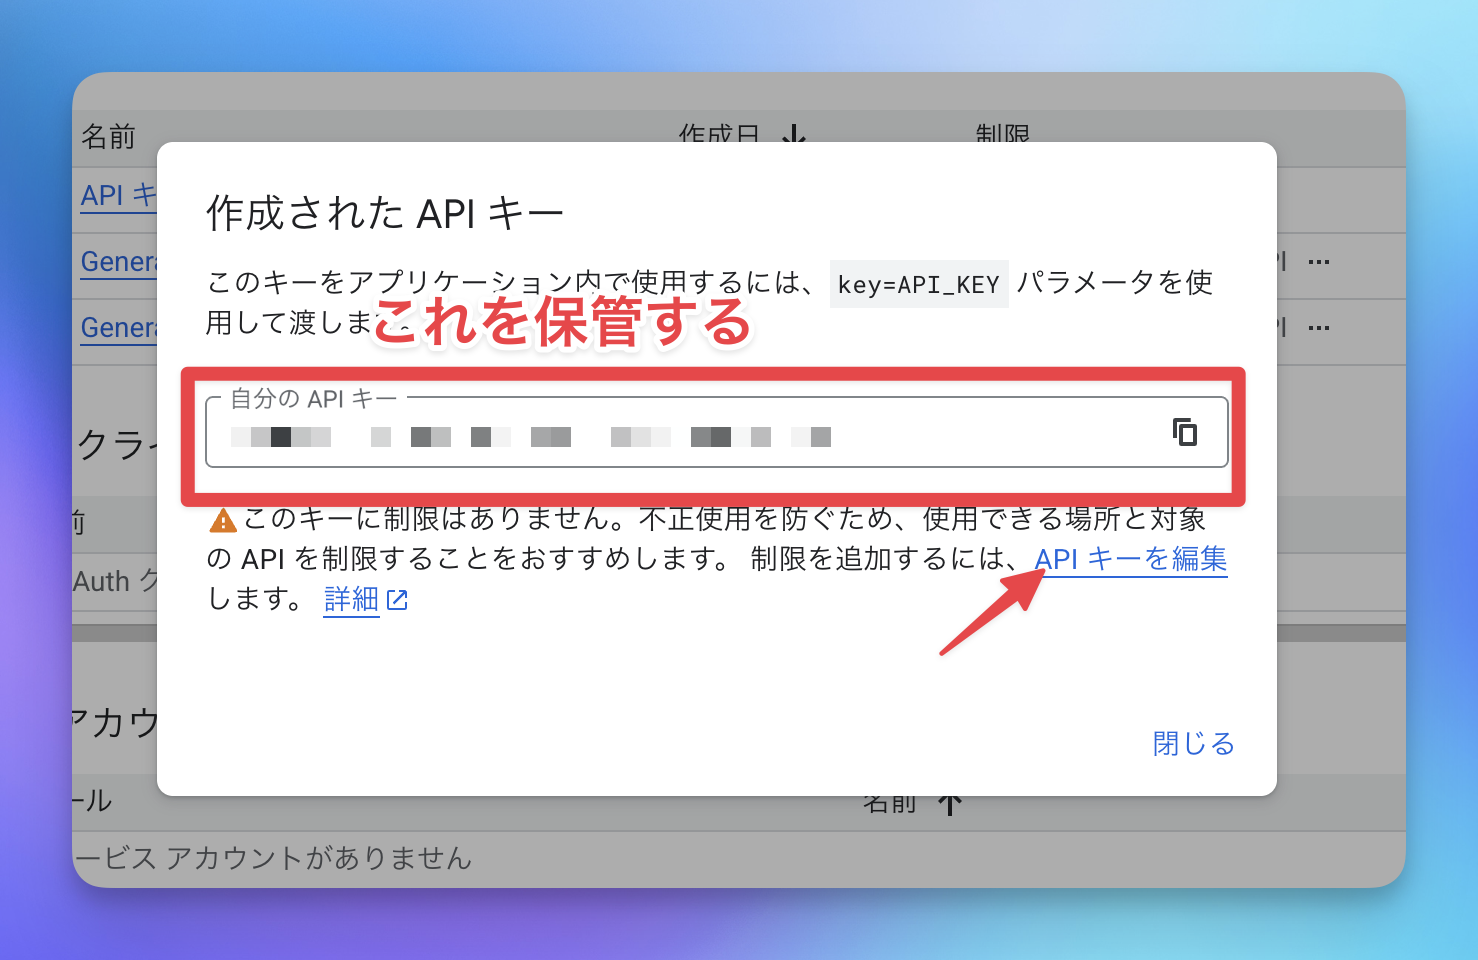 名前 作成日 制限
API キ
作成された API キー
Genera
このキーをアプリケーション内で使用するには、 key=API_KEY パラメータを使
用して渡しま
これを保管する
Genera
自分の API キー
クライ
このキーに制限はありません。不正使用を防ぐため、使用できる場所と対象
前
の API を制限することをおすすめします。 制限を追加するには、API キーを編集
Auth ク
します。 詳細
アカウ
閉じる
ール 名前
ービス アカウントがありません